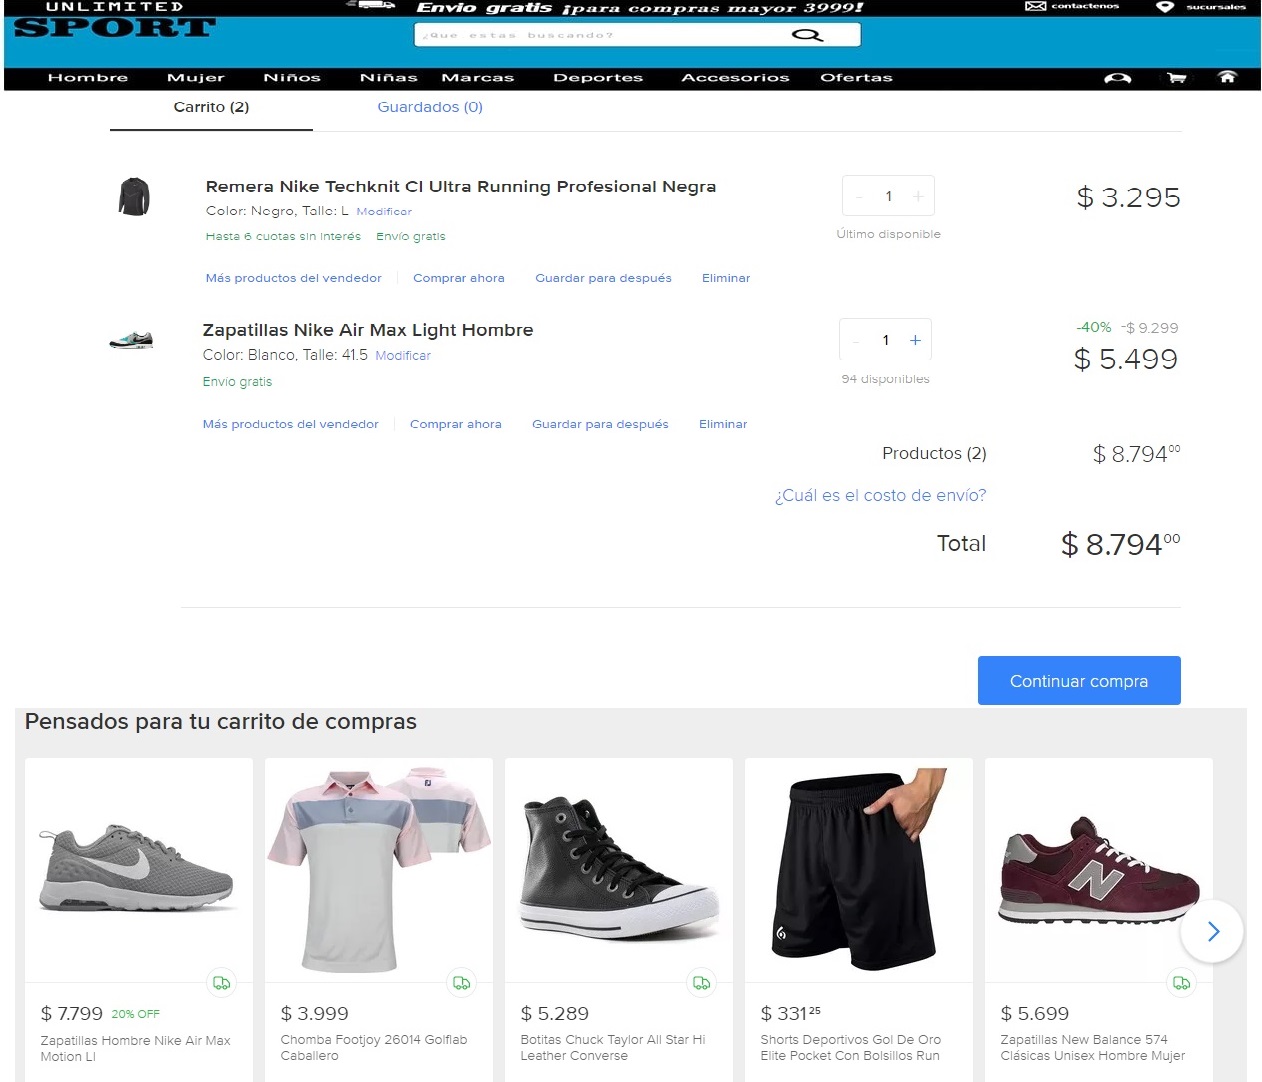 UNLIMITED
SPORT
Envio gratis ¡para compras mayor 3999!
contactenos
sucursales
¿Que estas buscando?
Hombre Mujer Niños Niñas Marcas Deportes Accesorios Ofertas
Carrito (2) Guardados (0)
Remera Nike Techknit Cl Ultra Running Profesional Negra
- 1 +
$ 3.295
Color: Negro, Talle: L Modificar
Último disponible
Hasta 6 cuotas sin interés Envío gratis
Más productos del vendedor Comprar ahora Guardar para después Eliminar
Zapatillas Nike Air Max Light Hombre
- 1 +
-40% $ 9.299
Color: Blanco, Talle: 41.5 Modificar
$ 5.499
Envío gratis
94 disponibles
Más productos del vendedor Comprar ahora Guardar para después Eliminar
Productos (2) $ 8.794⁰⁰
¿Cuál es el costo de envío?
Total $ 8.794⁰⁰
Continuar compra
Pensados para tu carrito de compras
N
$ 7.799 20% OFF
Zapatillas Hombre Nike Air Max
Motion Ll
$ 3.999
Chomba Footjoy 26014 Golflab
Caballero
$ 5.289
Botitas Chuck Taylor All Star Hi
Leather Converse
$ 331²⁵
Shorts Deportivos Gol De Oro
Elite Pocket Con Bolsillos Run
$ 5.699
Zapatillas New Balance 574
Clásicas Unisex Hombre Mujer